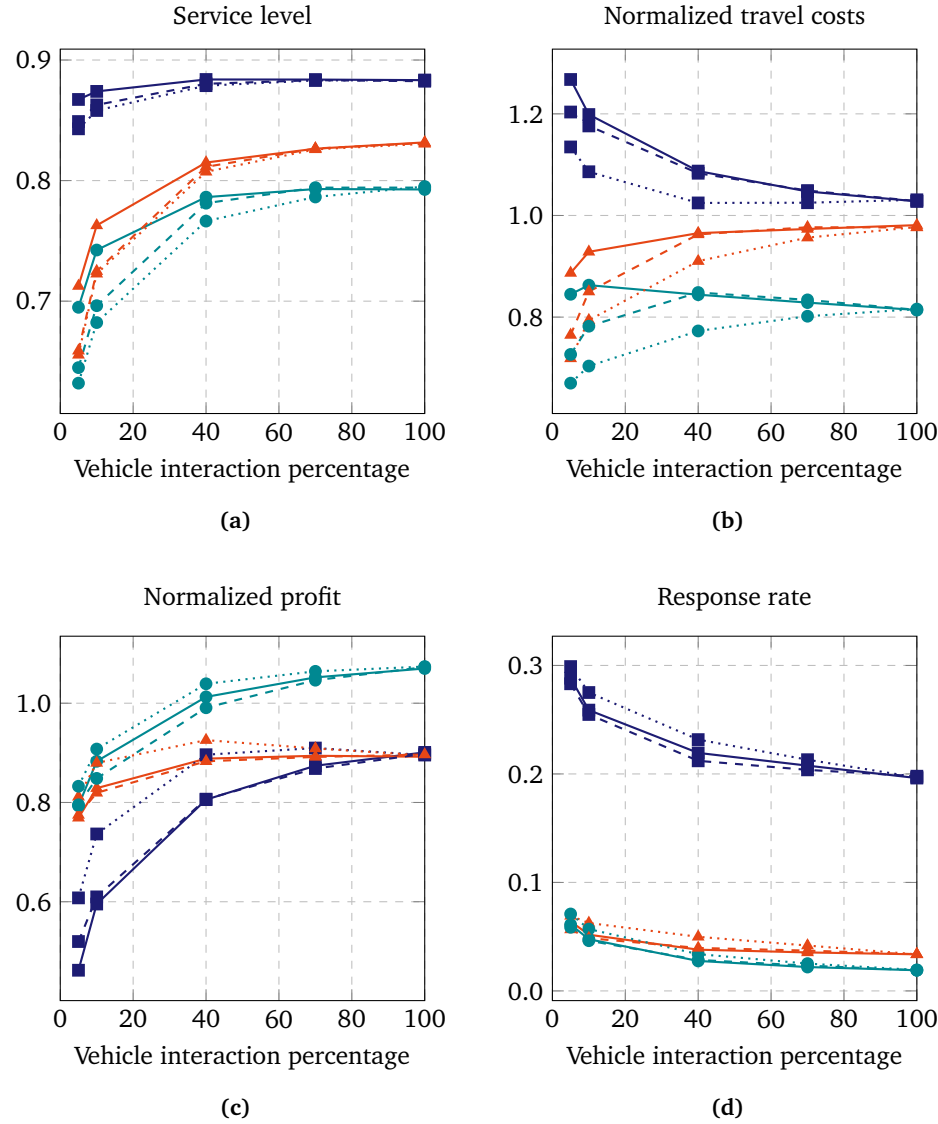 Service level
0.9
0.8
0.7
0 20 40 60 80 100
Vehicle interaction percentage
(a)
Normalized travel costs
1.2
1.0
0.8
0 20 40 60 80 100
Vehicle interaction percentage
(b)
Normalized profit
1.0
0.8
0.6
0 20 40 60 80 100
Vehicle interaction percentage
(c)
Response rate
0.3
0.2
0.1
0.0
0 20 40 60 80 100
Vehicle interaction percentage
(d)